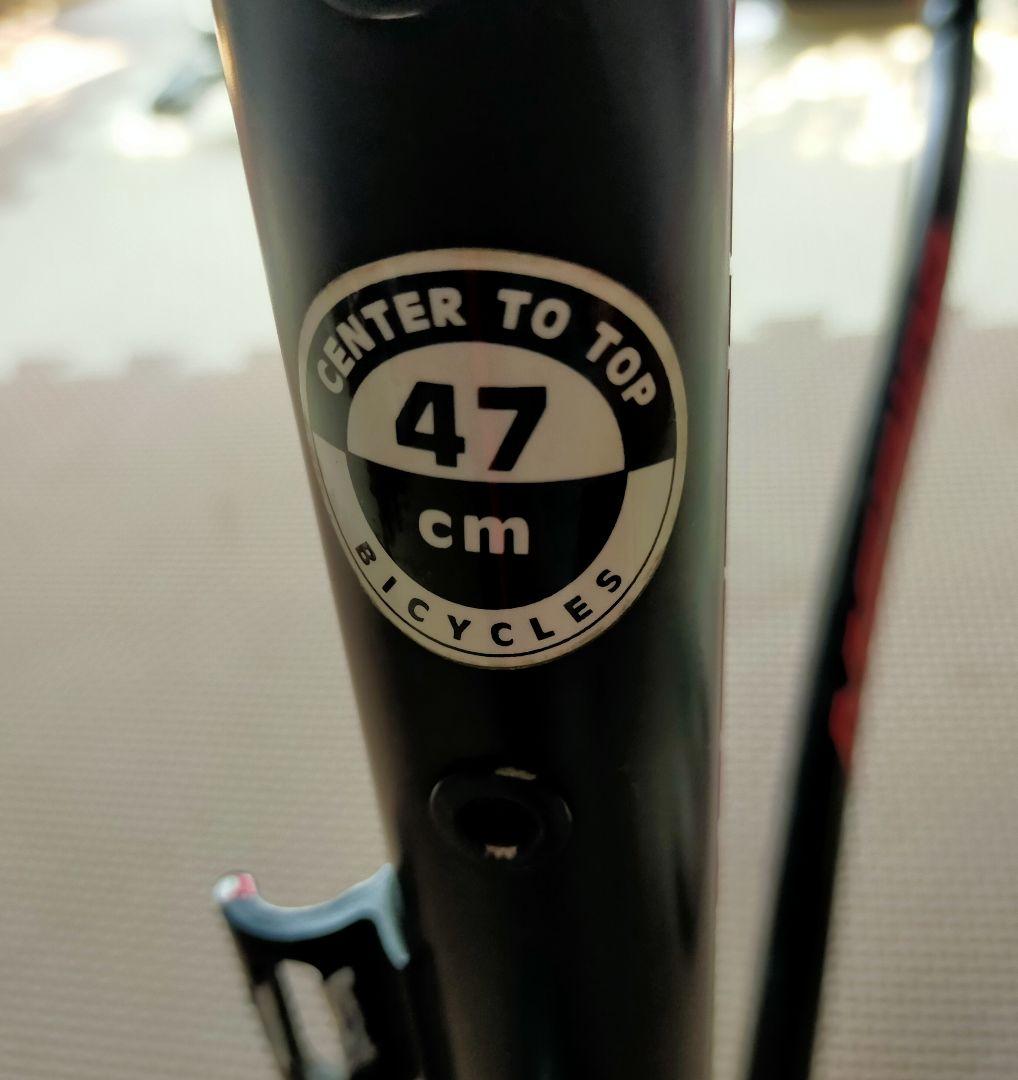 CENTER TO TOP
47
cm
BICYCLES